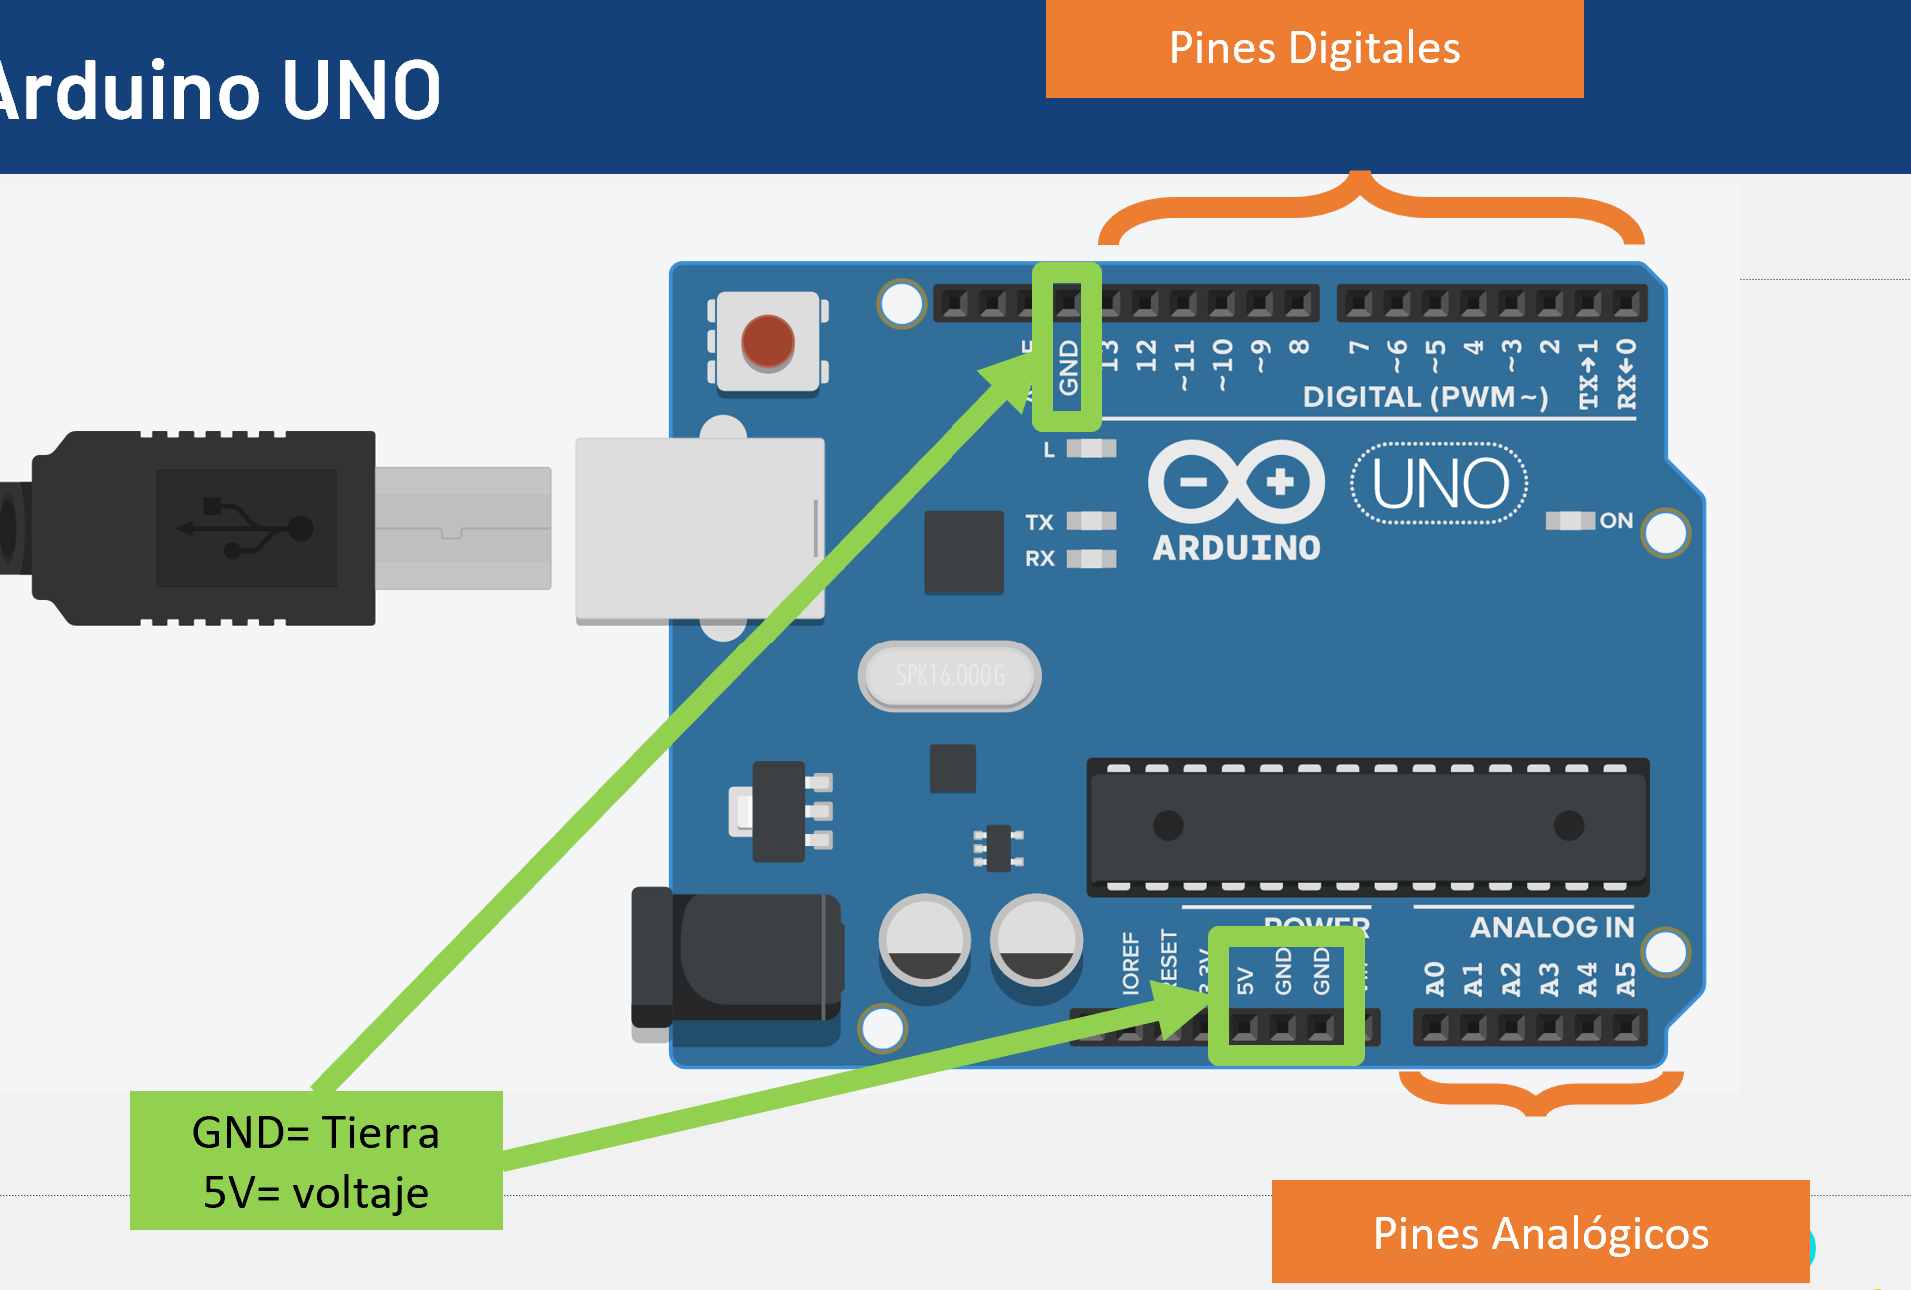 Arduino UNO
Pines Digitales
GND
13
12
~11
~10
~9
8
7
~6
~5
4
~3
2
TX→1
RX←0
DIGITAL (PWM~)
L
TX
RX
ARDUINO
UNO
ON
SPK16.000G
POWER
ANALOG IN
IOREF
RESET
3.3V
5V
GND
GND
A0
A1
A2
A3
A4
A5
GND= Tierra
5V= voltaje
Pines Analógicos